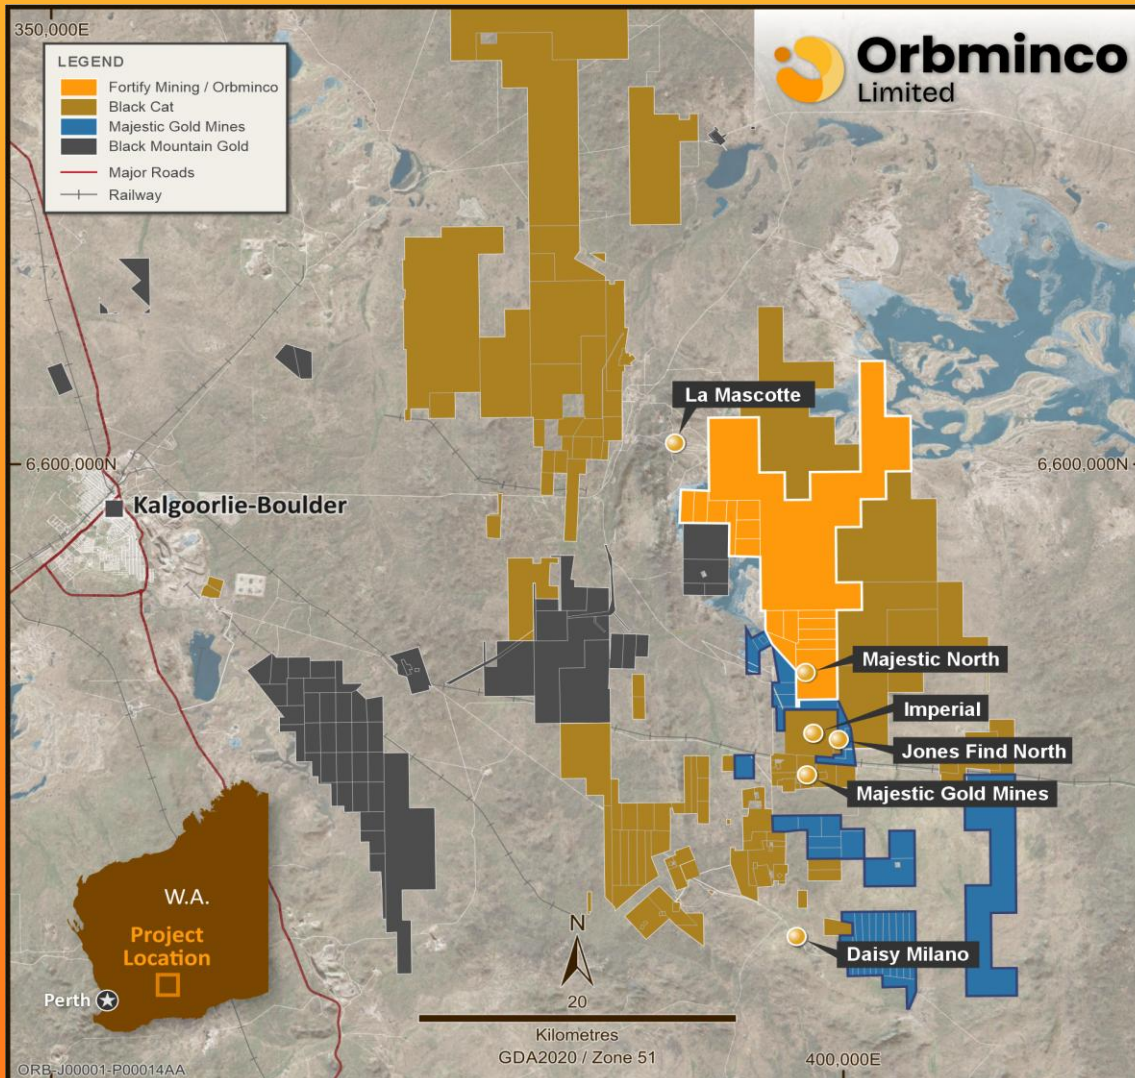 350,000E
LEGEND
Fortify Mining / Orbminco
Black Cat
Majestic Gold Mines
Black Mountain Gold
Major Roads
Railway
Orbminco
Limited
La Mascotte
6,600,000N
6,600,000N
Kalgoorlie-Boulder
Majestic North
Imperial
Jones Find North
Majestic Gold Mines
W.A.
Project
Location
Perth
N
Daisy Milano
20
Kilometres
GDA2020 / Zone 51
400,000E
ORB-J00001-P00014AA